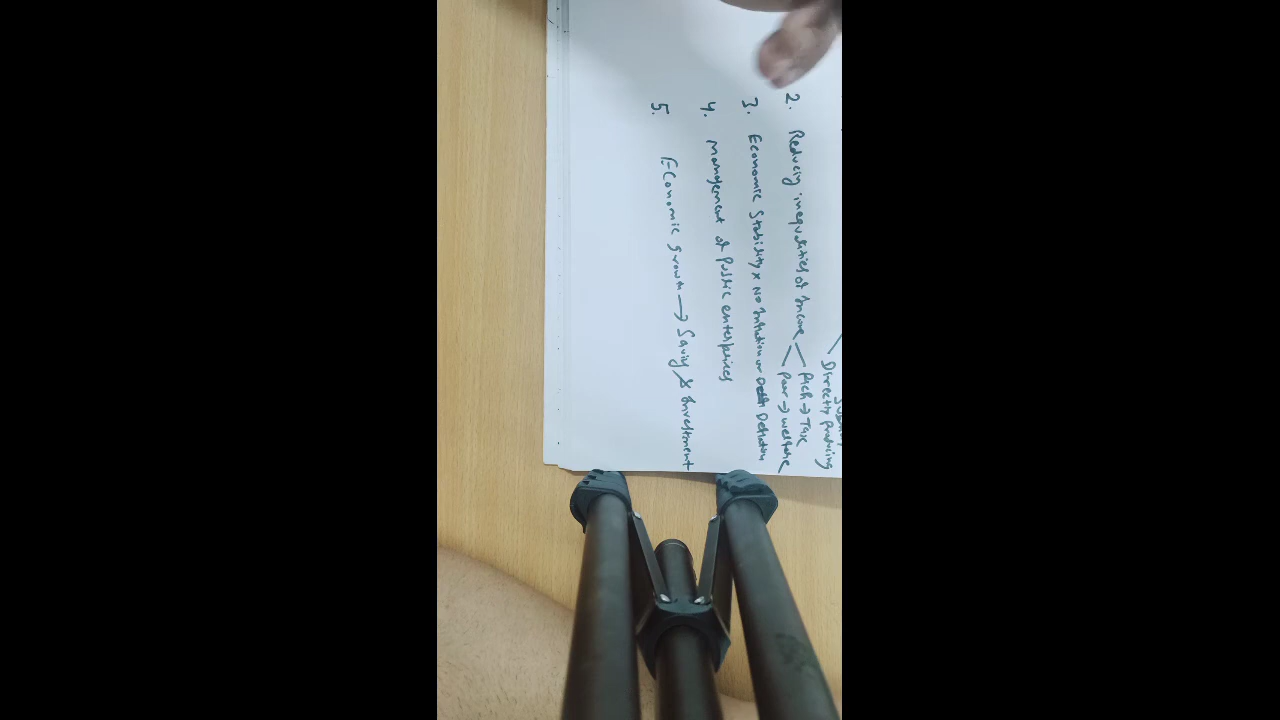 Directly producing
2. Reducing inequalities of Income < Rich → Tax
Poor → welfare
3. Economic Stability x No Inflation or Deflation
4. Management of Public enterprises
5. Economic growth → Saving & Investment